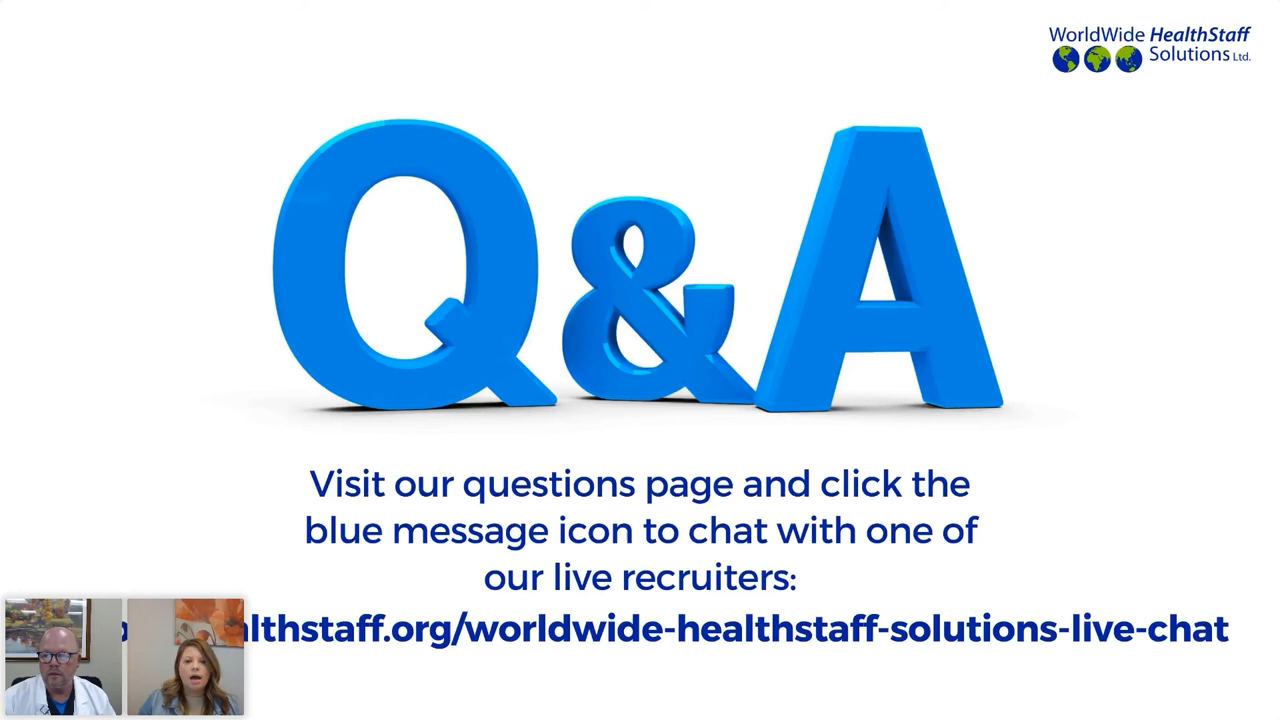 WorldWide HealthStaff
Solutions Ltd.
Q&A
Visit our questions page and click the
blue message icon to chat with one of
our live recruiters:
althstaff.org/worldwide-healthstaff-solutions-live-chat